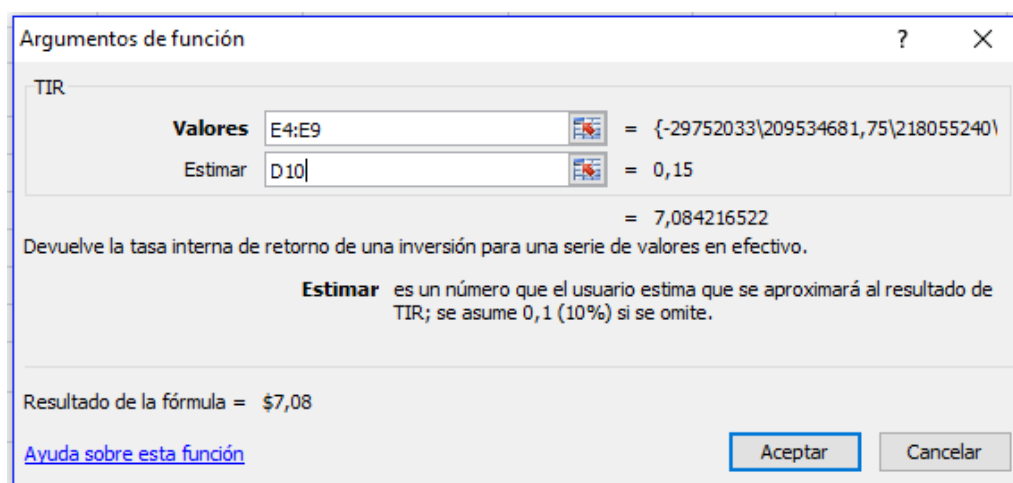 Argumentos de función ? X
TIR
Valores E4:E9 = {-29752033\209534681,75\218055240\
Estimar D10 = 0,15
= 7,084216522
Devuelve la tasa interna de retorno de una inversión para una serie de valores en efectivo.
Estimar es un número que el usuario estima que se aproximará al resultado de
TIR; se asume 0,1 (10%) si se omite.
Resultado de la fórmula = $7,08
Ayuda sobre esta función Aceptar Cancelar